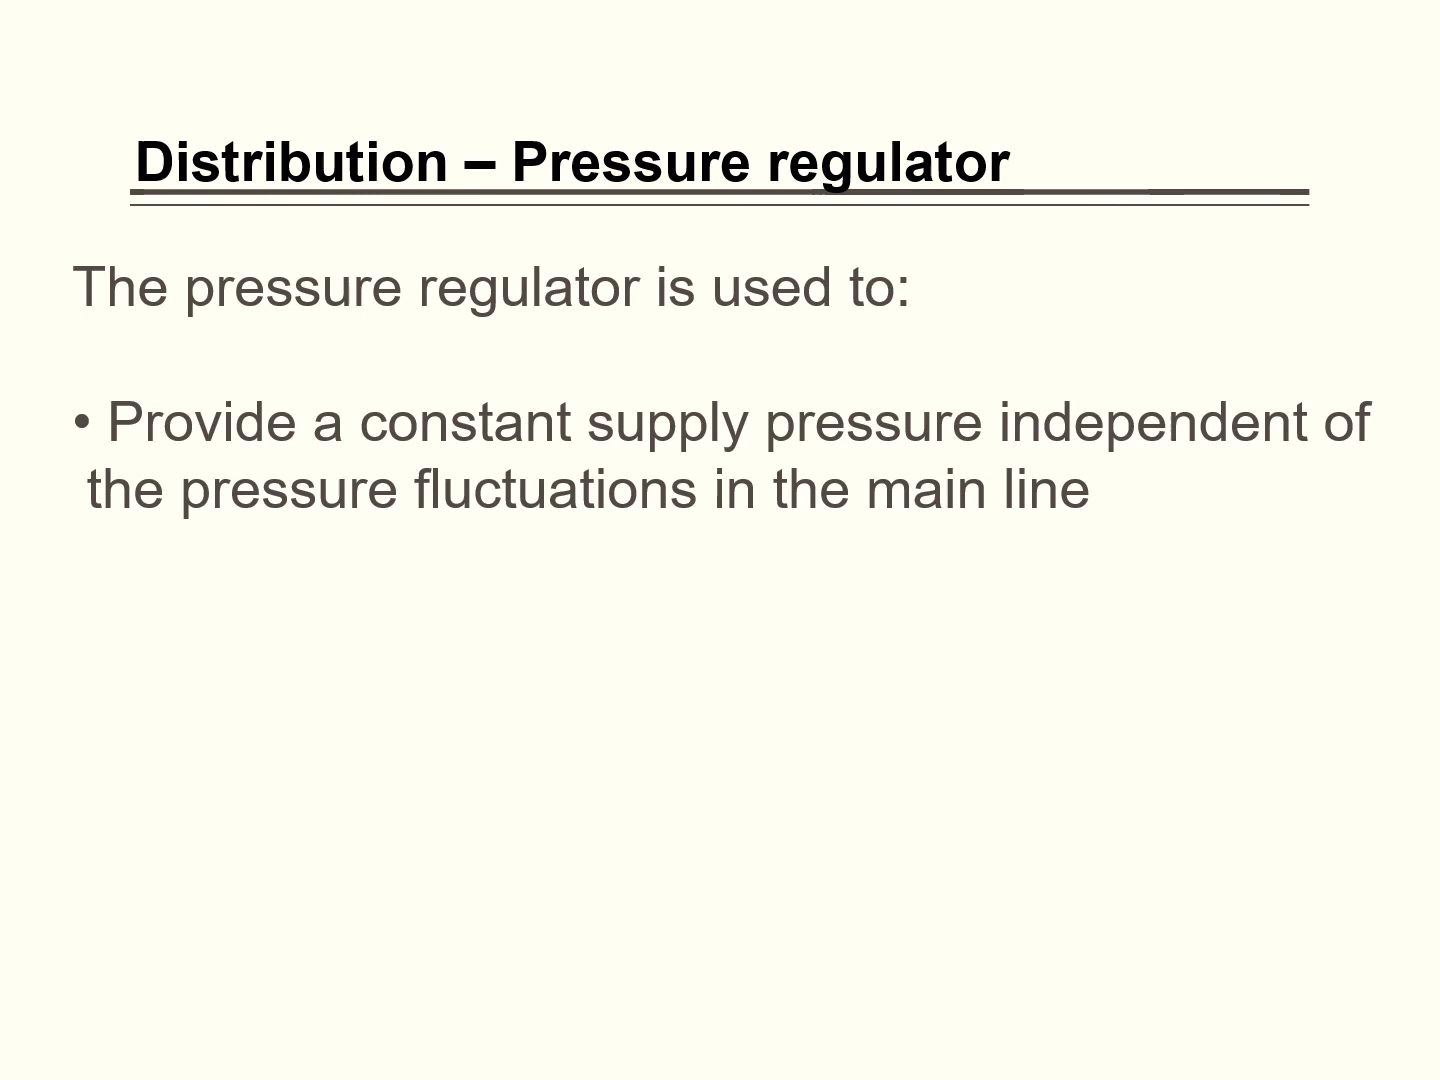 Distribution – Pressure regulator
The pressure regulator is used to:
• Provide a constant supply pressure independent of
the pressure fluctuations in the main line